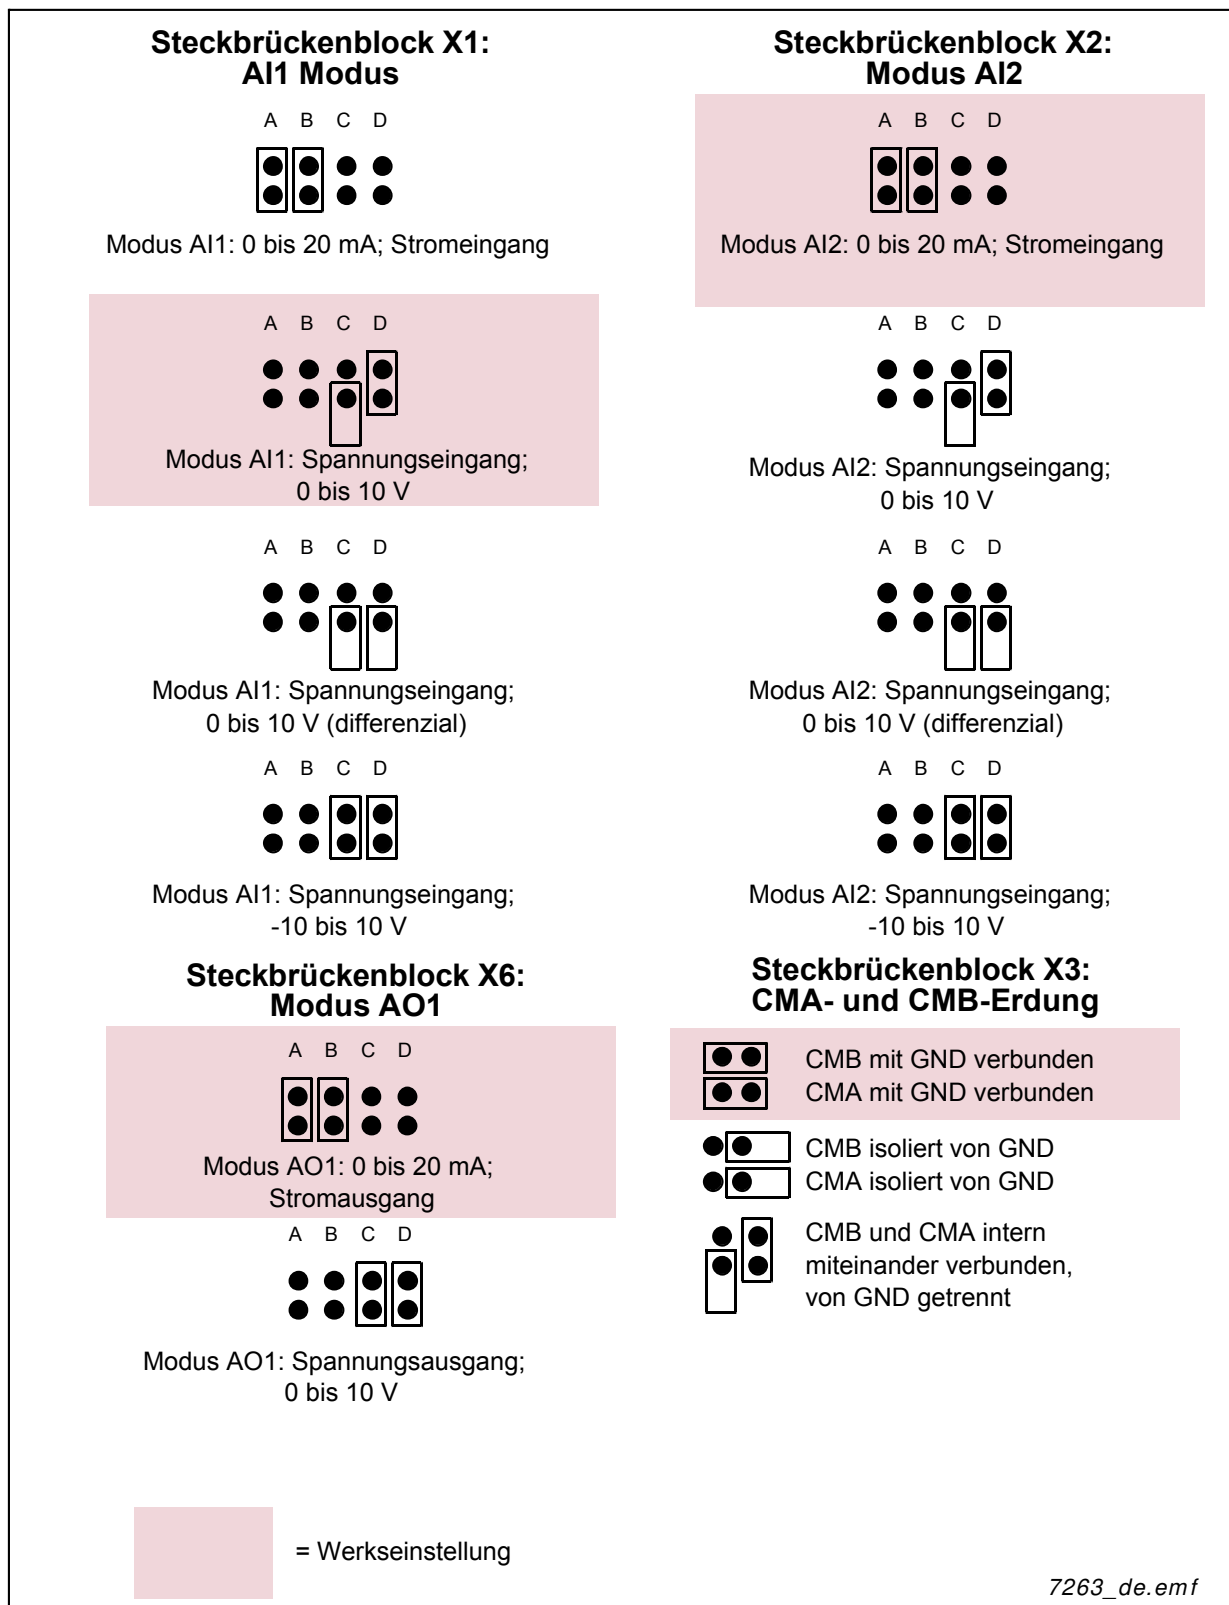 Steckbrückenblock X1:
AI1 Modus
A B C D
Modus AI1: 0 bis 20 mA; Stromeingang
A B C D
Modus AI1: Spannungseingang;
0 bis 10 V
A B C D
Modus AI1: Spannungseingang;
0 bis 10 V (differenzial)
A B C D
Modus AI1: Spannungseingang;
-10 bis 10 V
Steckbrückenblock X2:
Modus AI2
A B C D
Modus AI2: 0 bis 20 mA; Stromeingang
A B C D
Modus AI2: Spannungseingang;
0 bis 10 V
A B C D
Modus AI2: Spannungseingang;
0 bis 10 V (differenzial)
A B C D
Modus AI2: Spannungseingang;
-10 bis 10 V
Steckbrückenblock X6:
Modus AO1
A B C D
Modus AO1: 0 bis 20 mA;
Stromausgang
A B C D
Modus AO1: Spannungsausgang;
0 bis 10 V
Steckbrückenblock X3:
CMA- und CMB-Erdung
CMB mit GND verbunden
CMA mit GND verbunden
CMB isoliert von GND
CMA isoliert von GND
CMB und CMA intern
miteinander verbunden,
von GND getrennt
= Werkseinstellung
7263_de.emf